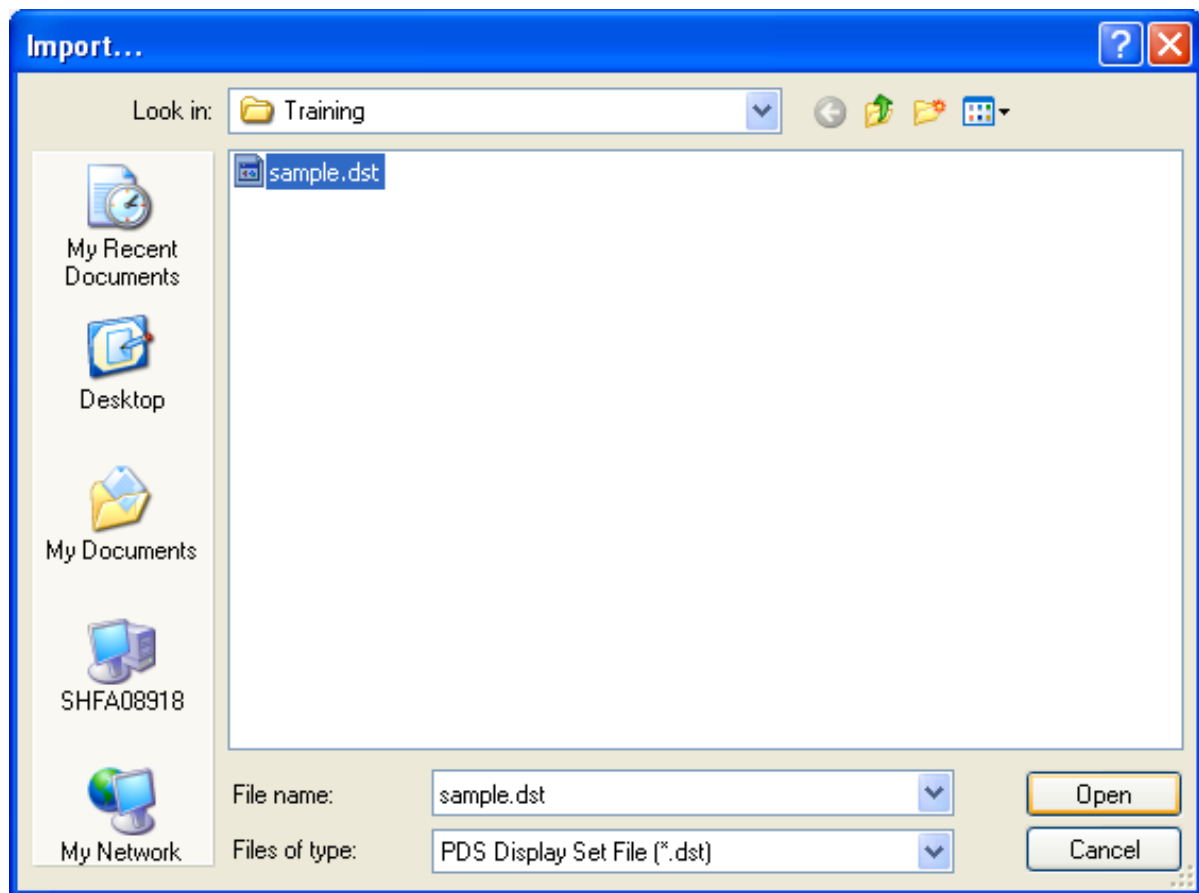 Import...
Look in:
Training
sample.dst
My Recent
Documents
Desktop
My Documents
SHFA08918
My Network
File name:
sample.dst
Open
Files of type:
PDS Display Set File (*.dst)
Cancel